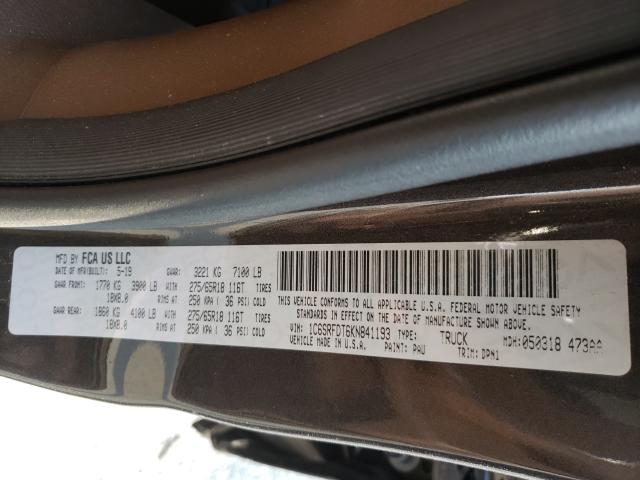 MFD BY FCA US LLC
DATE OF MFR(BUILT): 5-19 GVWR: 3221 KG 7100 LB
GAWR FRONT: 1770 KG 3900 LB WITH 275/65R18 116T TIRES
18X8.0 RIMS AT 250 KPA ( 36 PSI) COLD
GAWR REAR: 1860 KG 4100 LB WITH 275/65R18 116T TIRES
18X8.0 RIMS AT 250 KPA ( 36 PSI) COLD
THIS VEHICLE CONFORMS TO ALL APPLICABLE U.S.A. FEDERAL MOTOR VEHICLE SAFETY
STANDARDS IN EFFECT ON THE DATE OF MANUFACTURE SHOWN ABOVE.
VIN: 1C6SRFDT6KN841193 TYPE: TRUCK MDH: 050318 473AA
VEHICLE MADE IN U.S.A. PAINT: PAU TRIM: DPN1